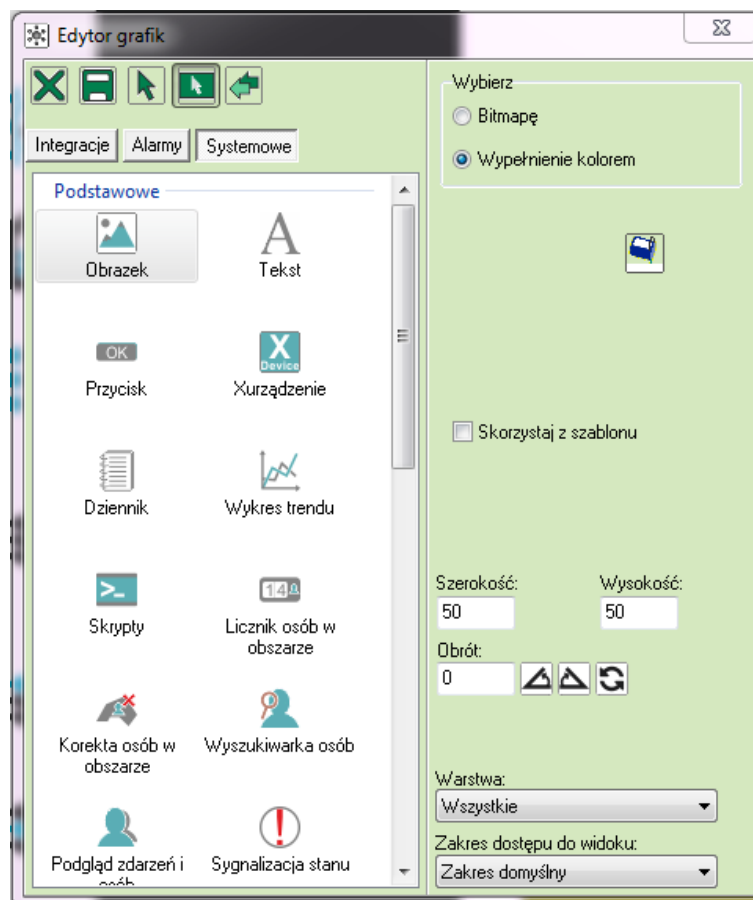 Edytor grafik
Integracje
Alarmy
Systemowe
Podstawowe
Obrazek
Tekst
OK
Przycisk
X
Device
Xurządzenie
Dziennik
Wykres trendu
>_
Skrypty
14
Licznik osób w
obszarze
Korekta osób w
obszarze
Wyszukiwarka osób
Podgląd zdarzeń i
osób
Sygnalizacja stanu
Wybierz
Bitmapę
Wypełnienie kolorem
Skorzystaj z szablonu
Szerokość:
Wysokość:
50
50
Obrót:
0
Warstwa:
Wszystkie
Zakres dostępu do widoku:
Zakres domyślny